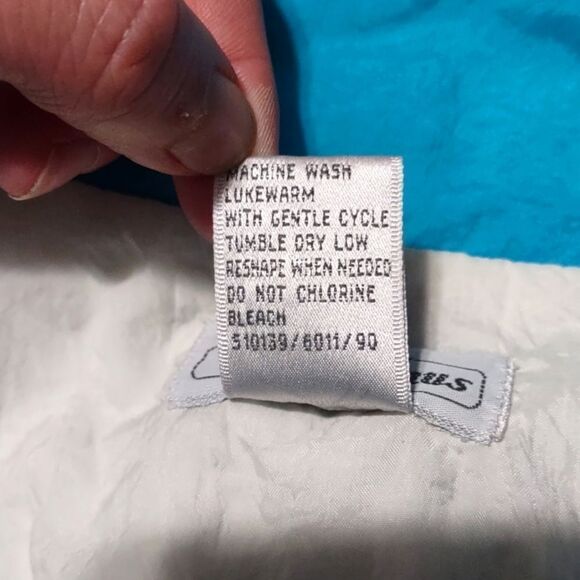 MACHINE WASH
LUKEWARM
WITH GENTLE CYCLE
TUMBLE DRY LOW
RESHAPE WHEN NEEDED
DO NOT CHLORINE
BLEACH
510139/6011/90